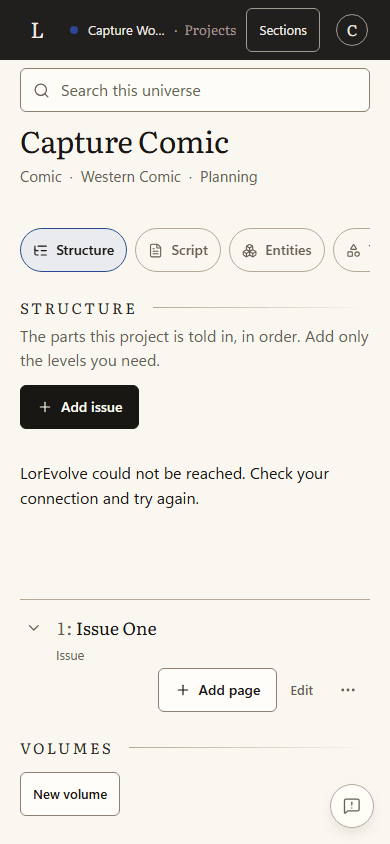 L
Capture Wo... · Projects
Sections
C
Search this universe
Capture Comic
Comic · Western Comic · Planning
Structure
Script
Entities
STRUCTURE
The parts this project is told in, in order. Add only
the levels you need.
Add issue
LorEvolve could not be reached. Check your
connection and try again.
1: Issue One
Issue
Add page
Edit
VOLUMES
New volume